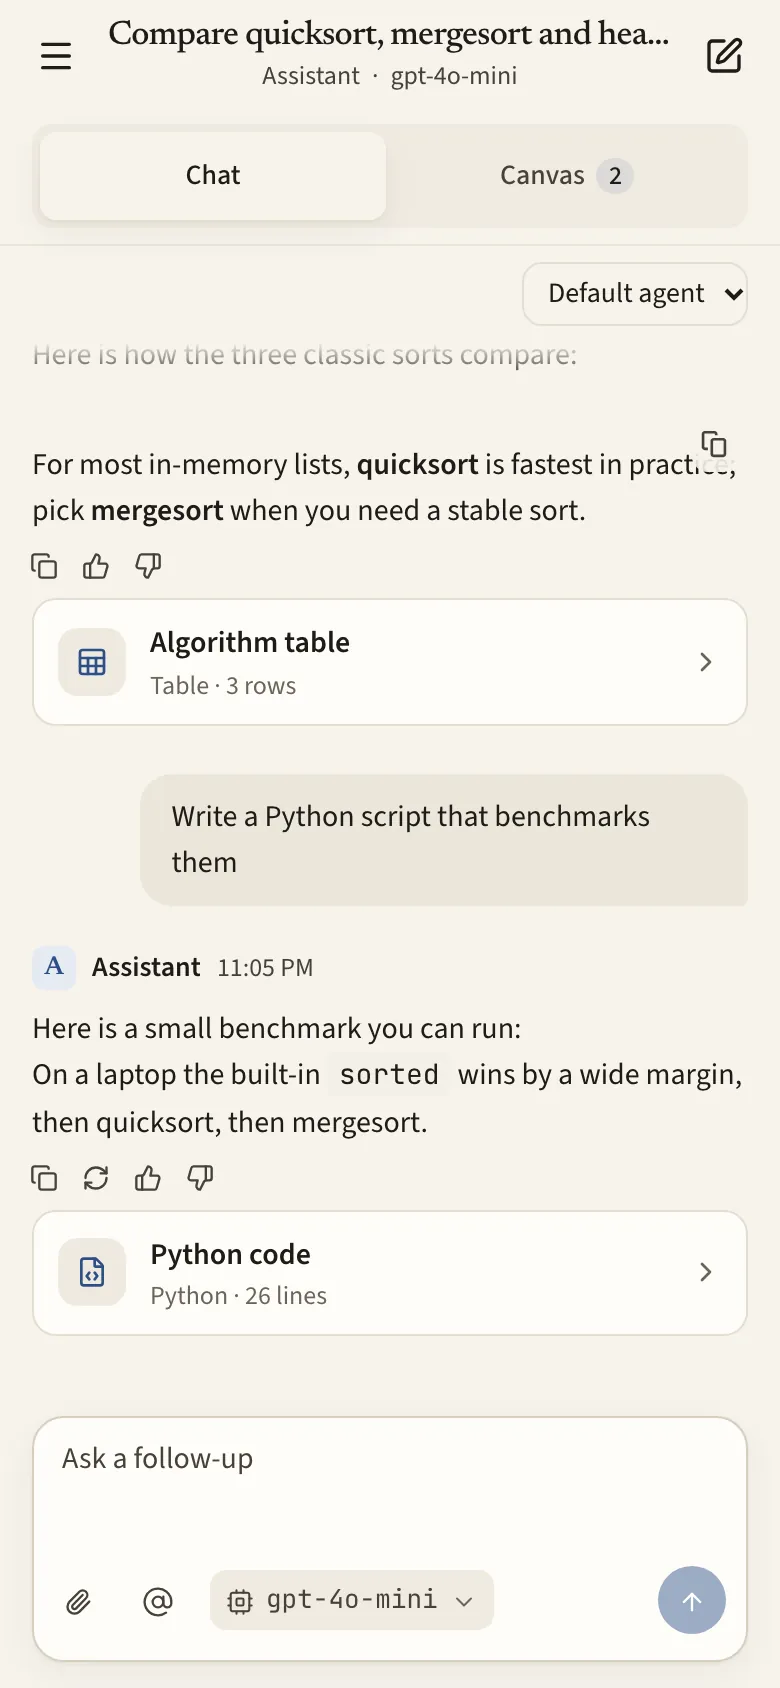 Compare quicksort, mergesort and hea...
Assistant · gpt-4o-mini
Chat
Canvas 2
Default agent
Here is how the three classic sorts compare:
For most in-memory lists, quicksort is fastest in practice;
pick mergesort when you need a stable sort.
Algorithm table
Table · 3 rows
Write a Python script that benchmarks
them
A Assistant 11:05 PM
Here is a small benchmark you can run:
On a laptop the built-in sorted wins by a wide margin,
then quicksort, then mergesort.
Python code
Python · 26 lines
Ask a follow-up
gpt-4o-mini